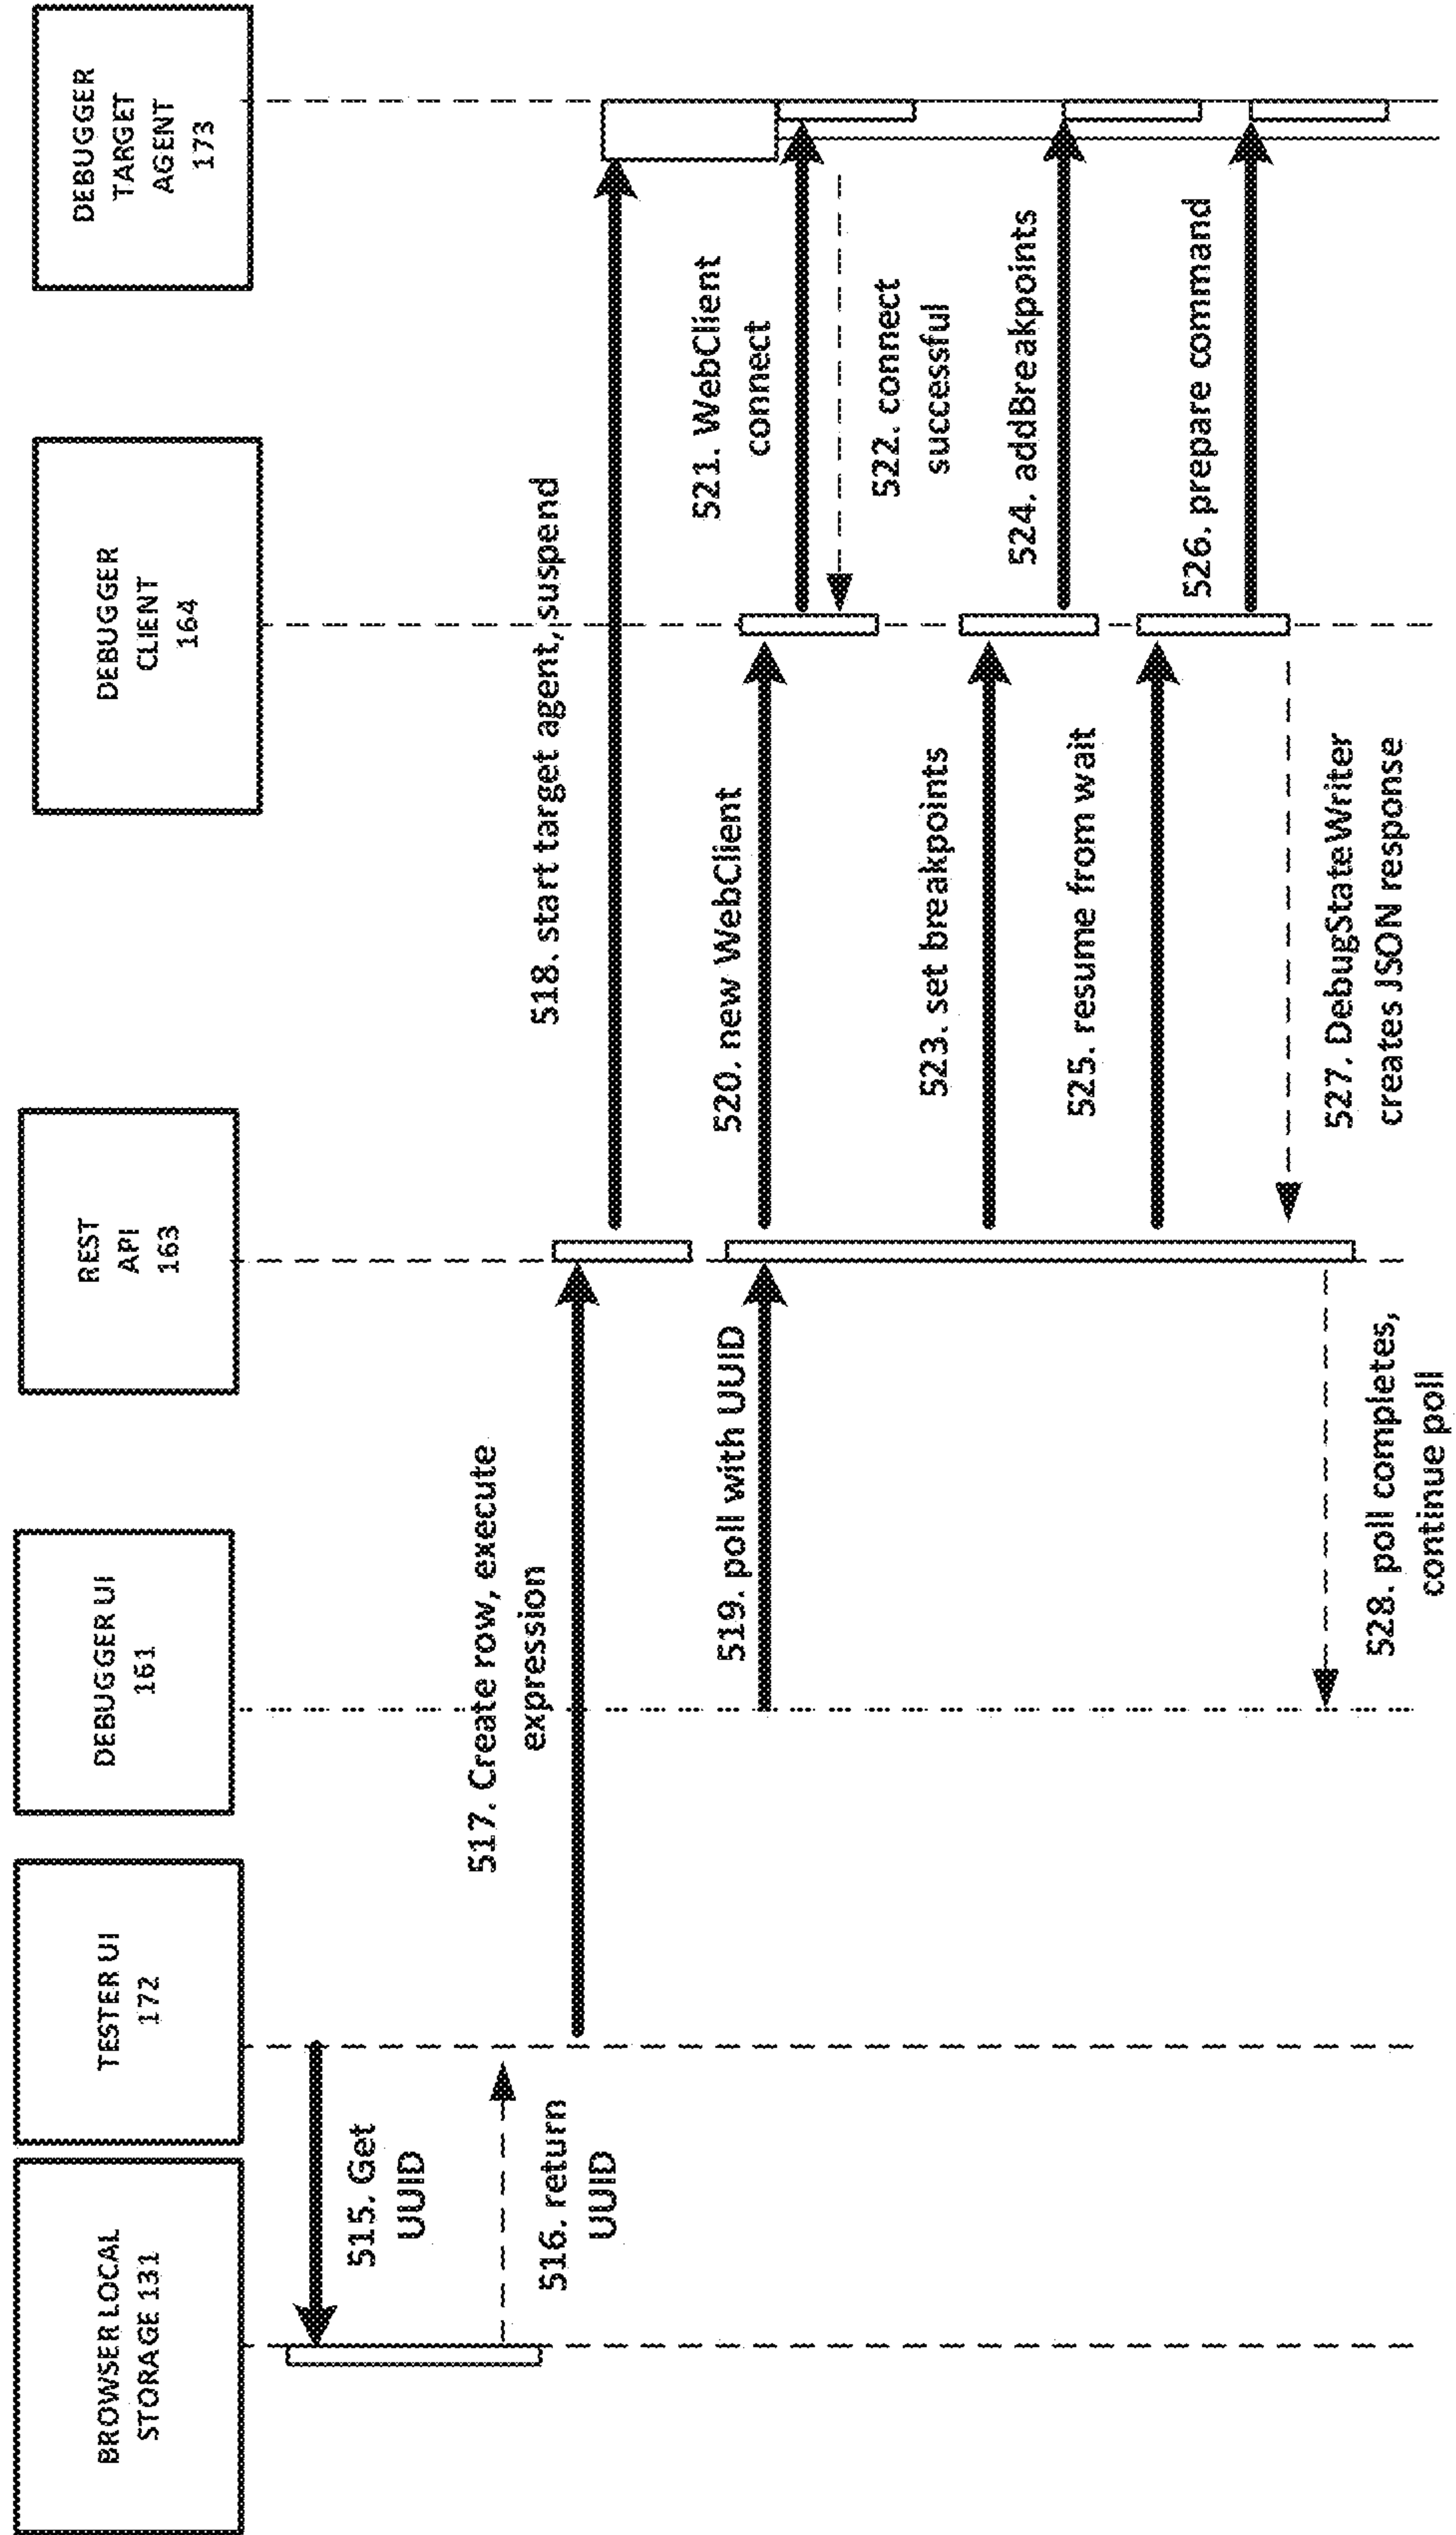 BROWSER LOCAL
STORAGE 131
TESTER UI
172
DEBUGGER UI
161
REST
API
163
DEBUGGER
CLIENT
164
DEBUGGER
TARGET
AGENT
173
515. Get
UUID
516. return
UUID
517. Create row, execute
expression
518. start target agent, suspend
519. poll with UUID
520. new WebClient
521. WebClient
connect
522. connect
successful
523. set breakpoints
524. addBreakpoints
525. resume from wait
526. prepare command
527. DebugStateWriter
creates JSON response
528. poll completes,
continue poll